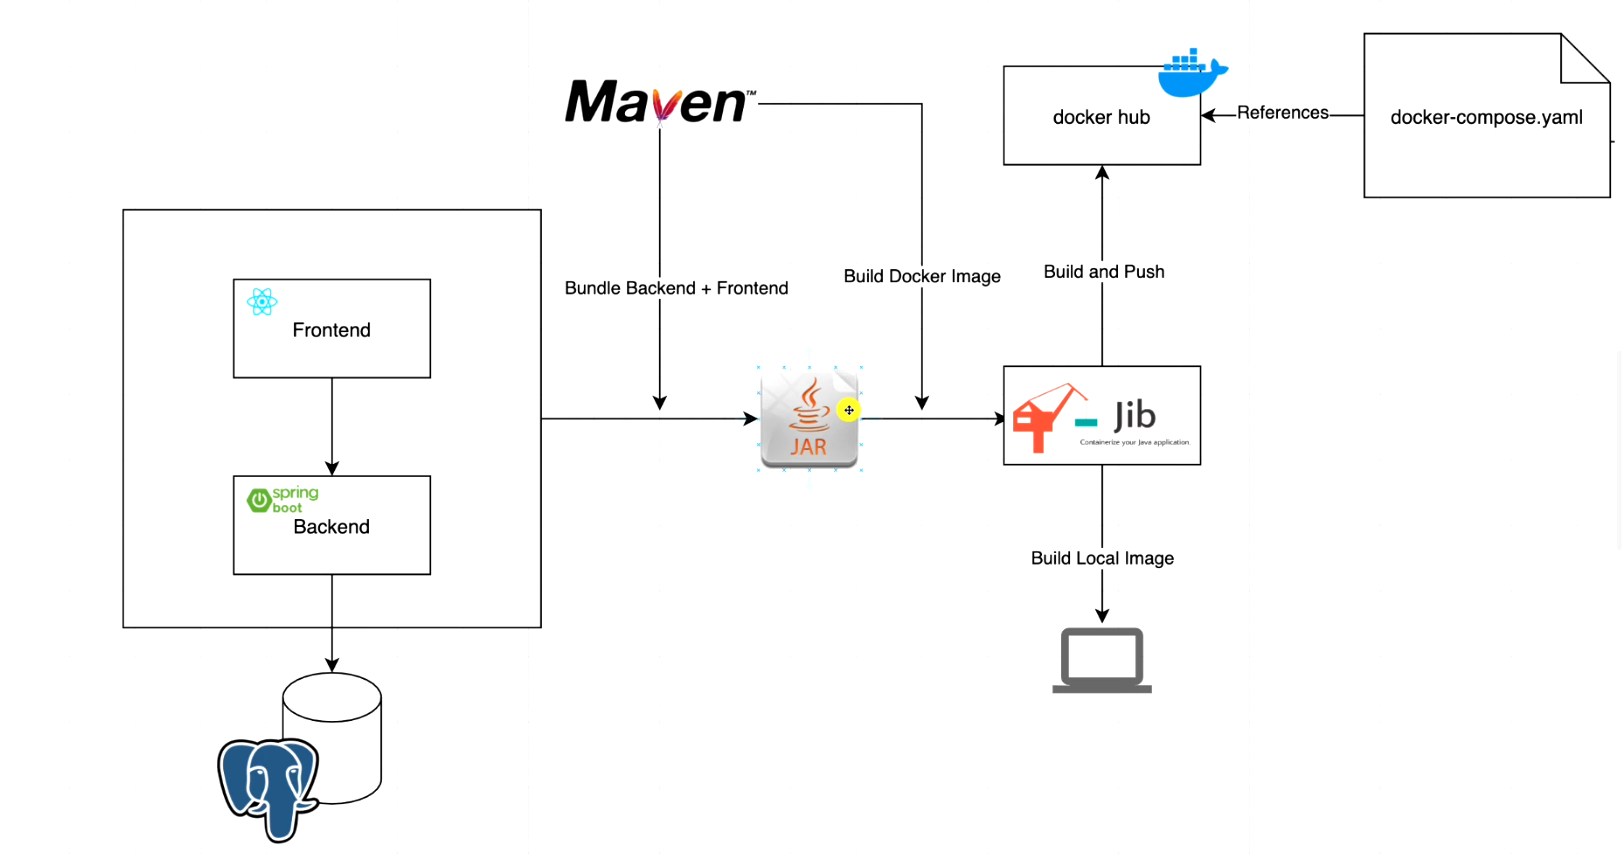 Maven™
docker hub
References
docker-compose.yaml
Build Docker Image
Build and Push
Bundle Backend + Frontend
Frontend
JAR
Jib
Containerize your Java application
spring
boot
Backend
Build Local Image